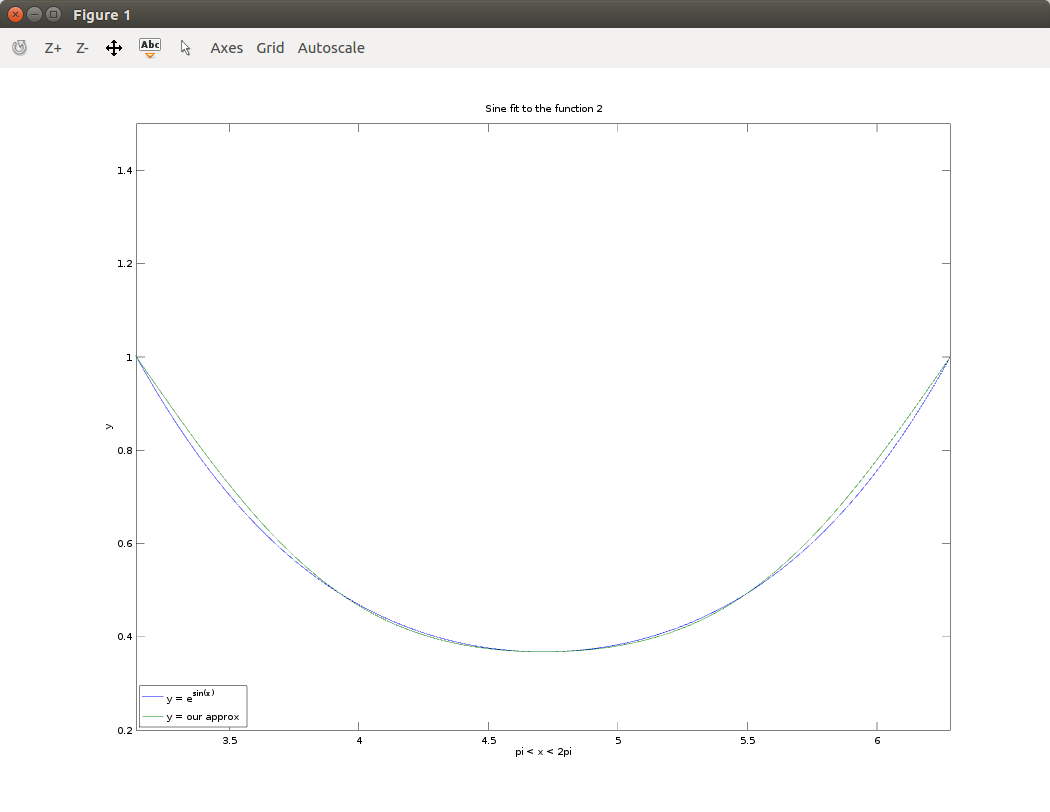 Figure 1
Z+ Z- Abc Axes Grid Autoscale
Sine fit to the function 2
1.4
1.2
1
y
0.8
0.6
0.4
0.2
y = e^sin(x)
y = our approx
3.5 4 4.5 5 5.5 6
pi < x < 2pi